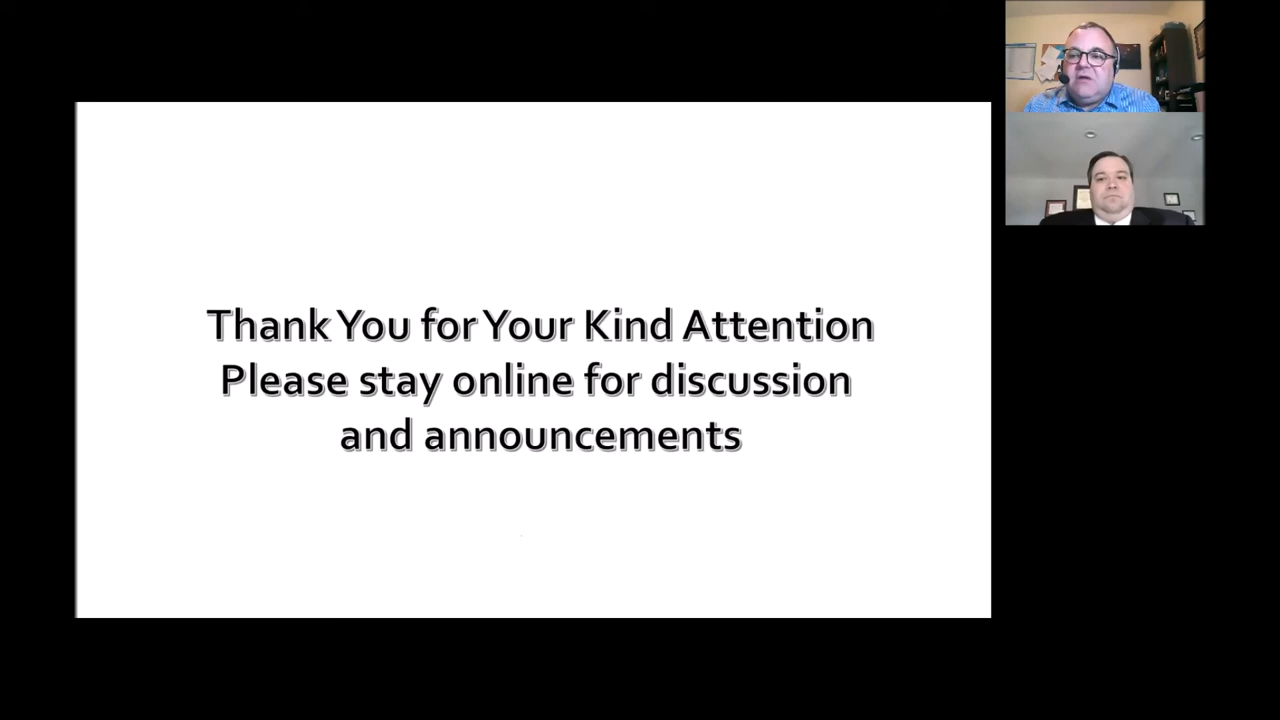 Thank You for Your Kind Attention
Please stay online for discussion
and announcements